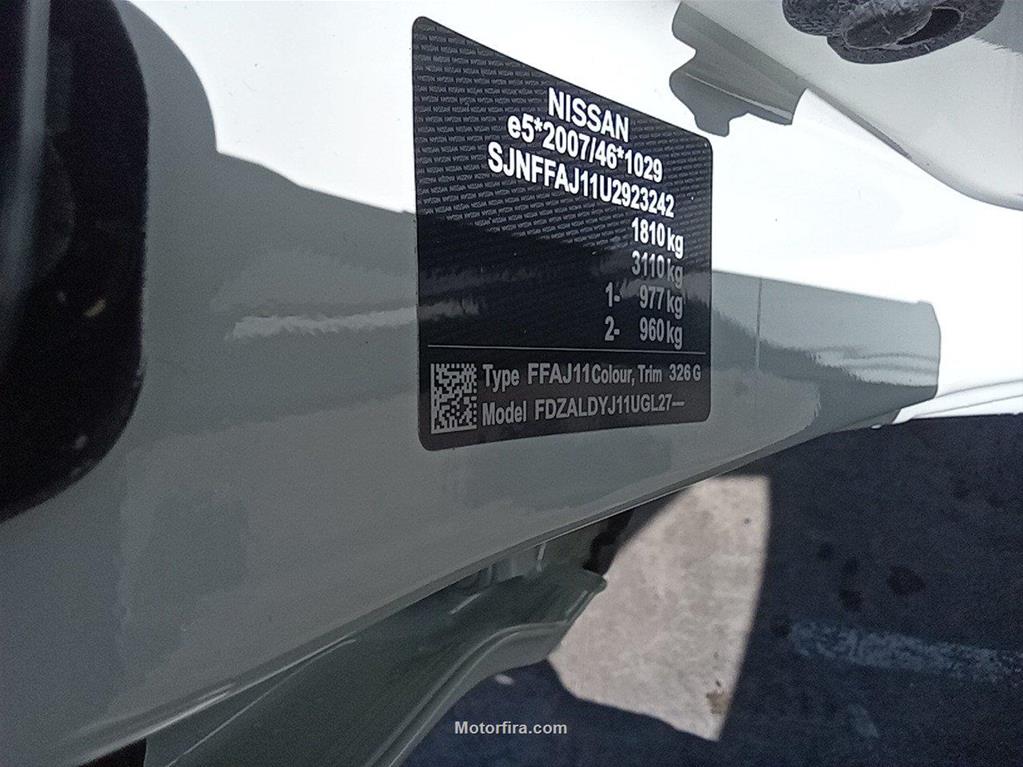 NISSAN
e5*2007/46*1029
SJNFFAJ11U2923242
1810 kg
3110 kg
1- 977 kg
2- 960 kg
Type FFAJ11 Colour, Trim 326 G
Model FDZALDYJ11UGL27—
Motorfira.com